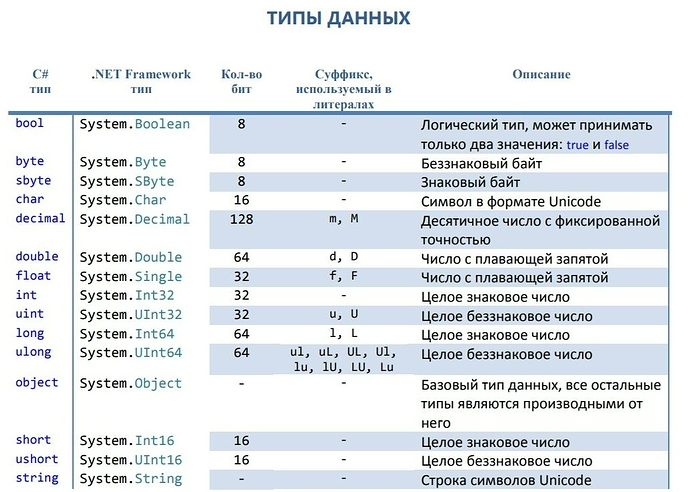 ТИПЫ ДАННЫХ
C# тип .NET Framework тип Кол-во бит Суффикс, используемый в литералах Описание
bool System.Boolean 8 - Логический тип, может принимать
только два значения: true и false
byte System.Byte 8 - Беззнаковый байт
sbyte System.SByte 8 - Знаковый байт
char System.Char 16 - Символ в формате Unicode
decimal System.Decimal 128 m, M Десятичное число с фиксированной
точностью
double System.Double 64 d, D Число с плавающей запятой
float System.Single 32 f, F Число с плавающей запятой
int System.Int32 32 - Целое знаковое число
uint System.UInt32 32 u, U Целое беззнаковое число
long System.Int64 64 l, L Целое знаковое число
ulong System.UInt64 64 ul, uL, UL, Ul, Целое беззнаковое число
lu, lU, LU, Lu
object System.Object - - Базовый тип данных, все остальные
типы являются производными от
него
short System.Int16 16 - Целое знаковое число
ushort System.UInt16 16 - Целое беззнаковое число
string System.String - - Строка символов Unicode